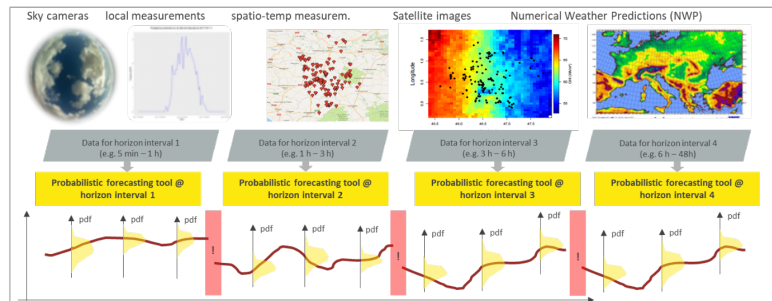 Sky cameras local measurements spatio-temp measurem. Satellite images Numerical Weather Predictions (NWP)
Longitude
Data for horizon interval 1
(e.g. 5 min – 1 h)
Data for horizon interval 2
(e.g. 1 h – 3 h)
Data for horizon interval 3
(e.g. 3 h – 6 h)
Data for horizon interval 4
(e.g. 6 h – 48h)
Probabilistic forecasting tool @
horizon interval 1
Probabilistic forecasting tool @
horizon interval 2
Probabilistic forecasting tool @
horizon interval 3
Probabilistic forecasting tool @
horizon interval 4
pdf pdf pdf ! pdf pdf pdf ! pdf pdf pdf ! pdf pdf pdf